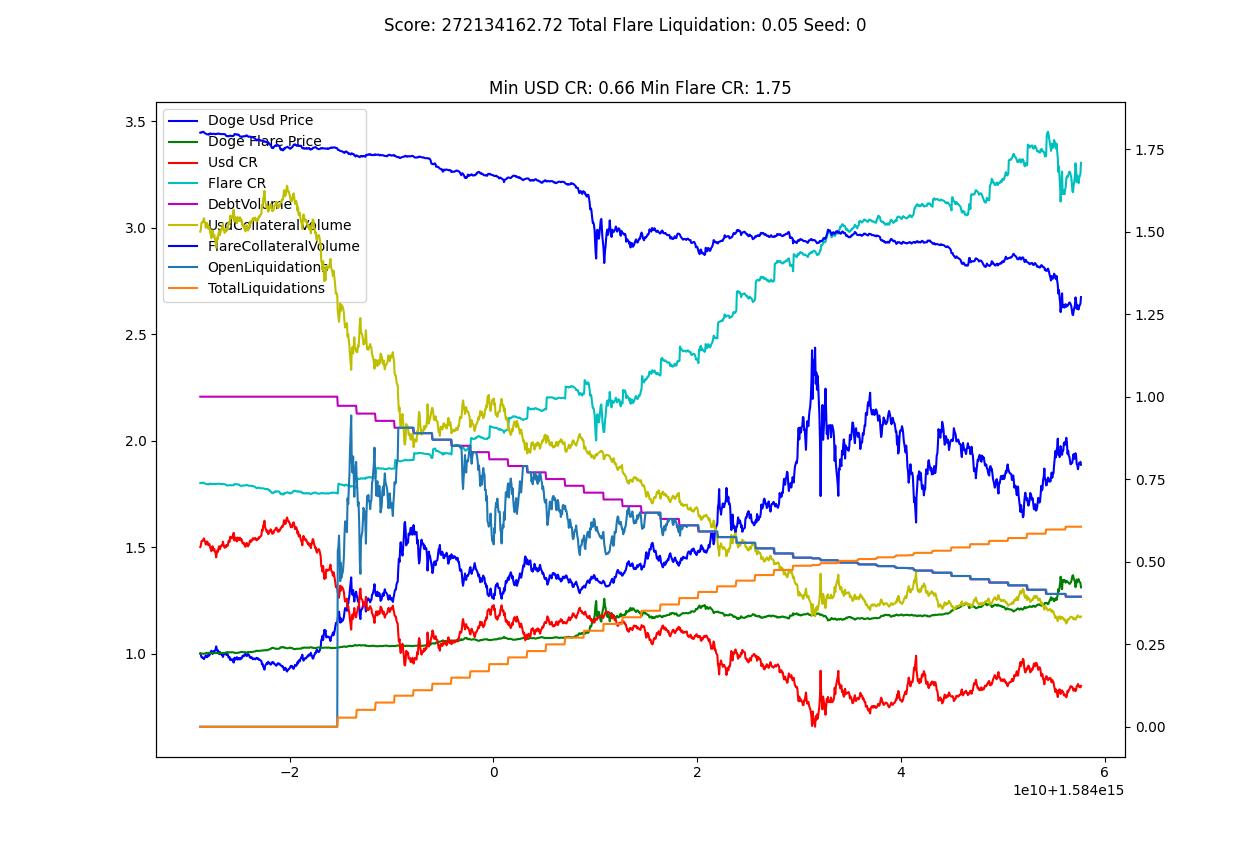 Score: 272134162.72 Total Flare Liquidation: 0.05 Seed: 0
Min USD CR: 0.66 Min Flare CR: 1.75
Doge Usd Price
Doge Flare Price
Usd CR
Flare CR
DebtVolume
UsdCollateralVolume
FlareCollateralVolume
OpenLiquidations
TotalLiquidations
3.5
3.0
2.5
2.0
1.5
1.0
1.75
1.50
1.25
1.00
0.75
0.50
0.25
0.00
−2
0
2
4
6
1e10+1.584e15